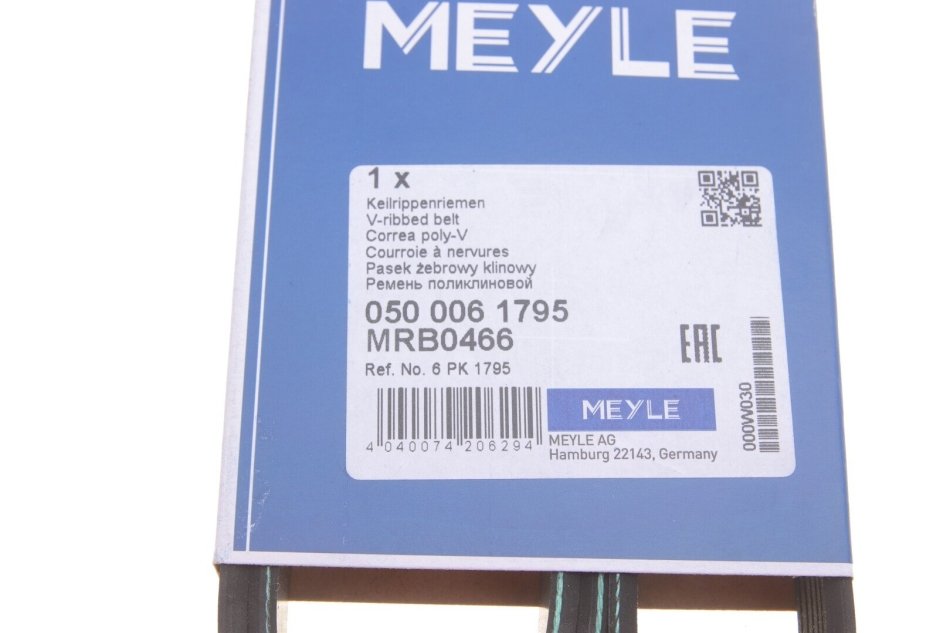 MEYLE
1 x
Keilrippenriemen
V-ribbed belt
Correa poly-V
Courroie à nervures
Pasek żebrowy klinowy
Ремень поликлиновой
050 006 1795
MRB0466
Ref. No. 6 PK 1795
EAC
000W030
4 040074 206294
MEYLE
MEYLE AG
Hamburg 22143, Germany